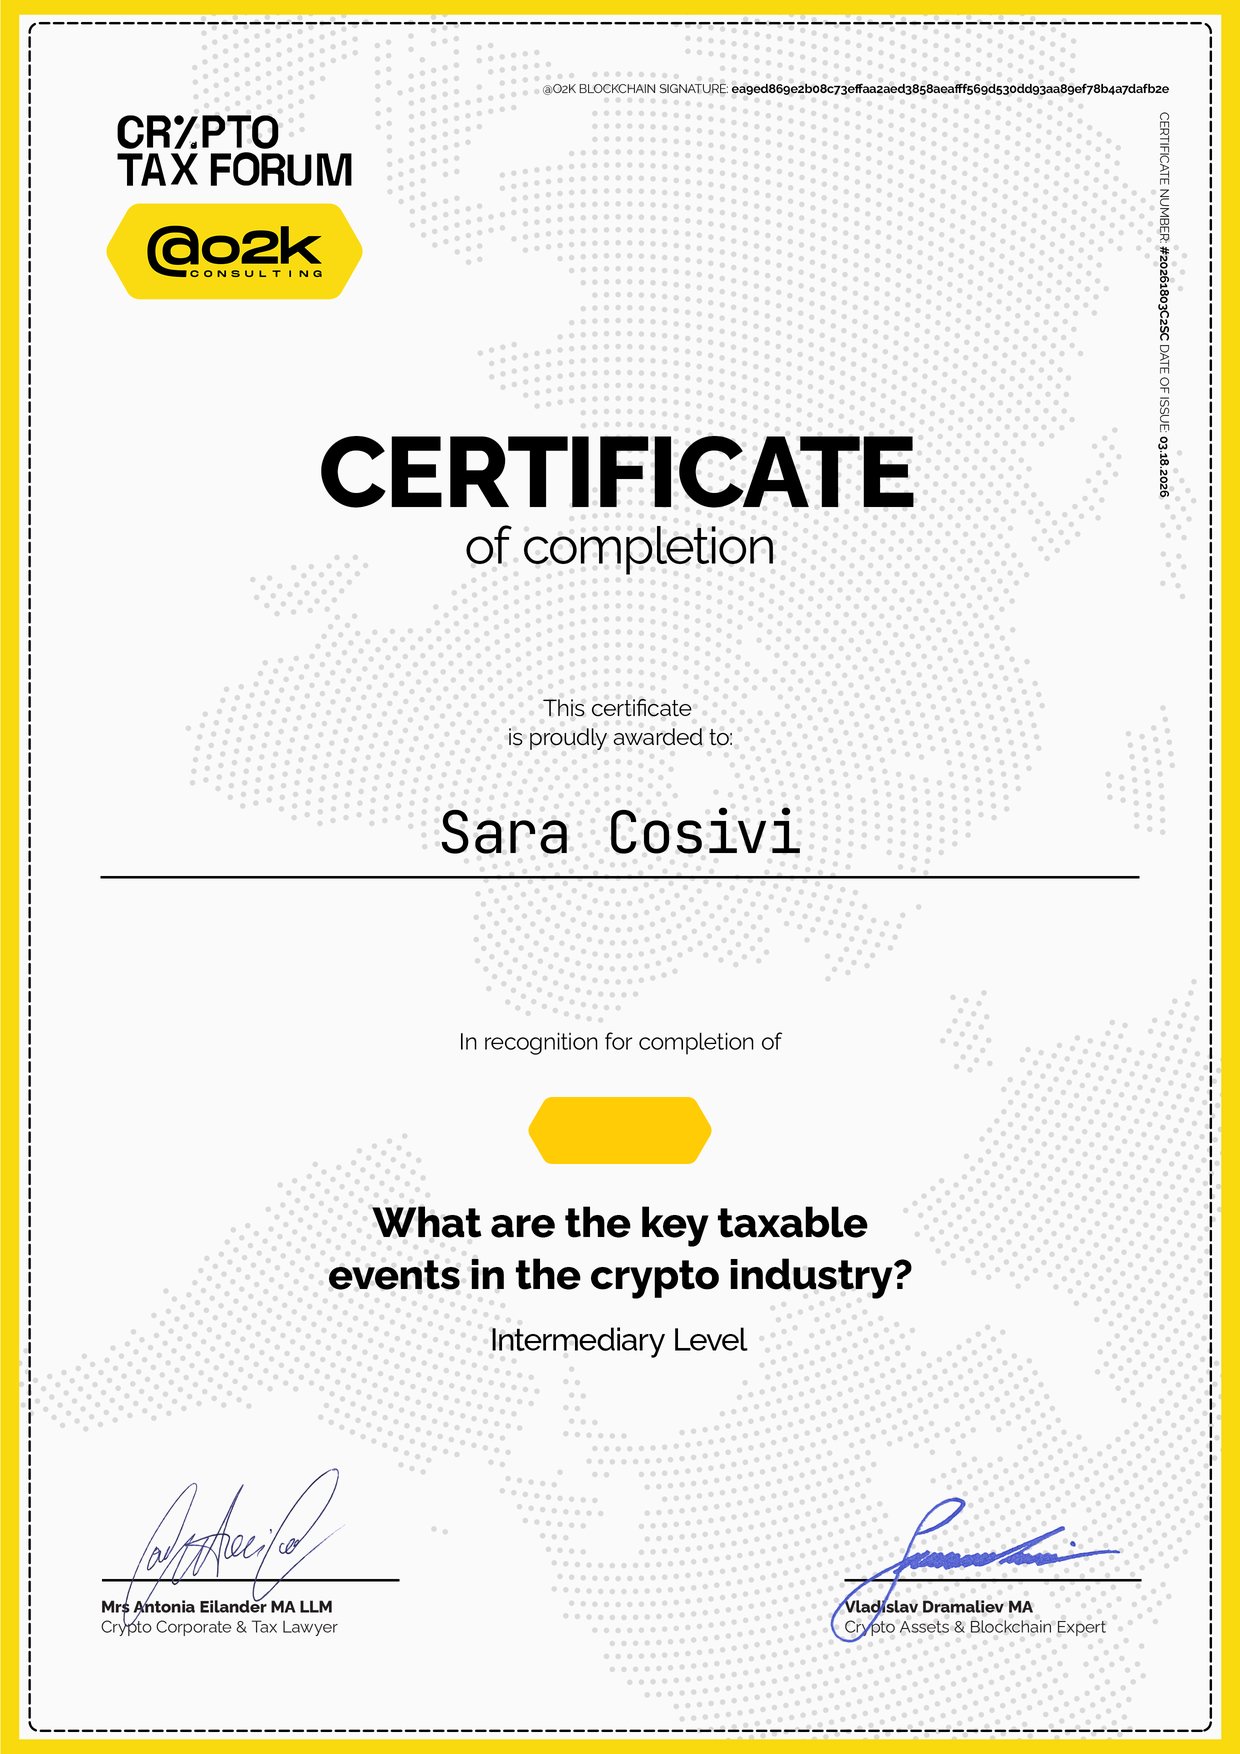 @O2K BLOCKCHAIN SIGNATURE: ea9ed869e2b08c73effaa2aed3858aeafff569d530dd93aa89ef78b4a7dafb2e
CERTIFICATE NUMBER: #20261803C2SC DATE OF ISSUE: 03.18.2026
CRYPTO
TAX FORUM
@o2k
CONSULTING
CERTIFICATE
of completion
This certificate
is proudly awarded to:
Sara Cosivi
In recognition for completion of
What are the key taxable
events in the crypto industry?
Intermediary Level
Mrs Antonia Eilander MA LLM
Crypto Corporate & Tax Lawyer
Vladislav Dramaliev MA
Crypto Assets & Blockchain Expert